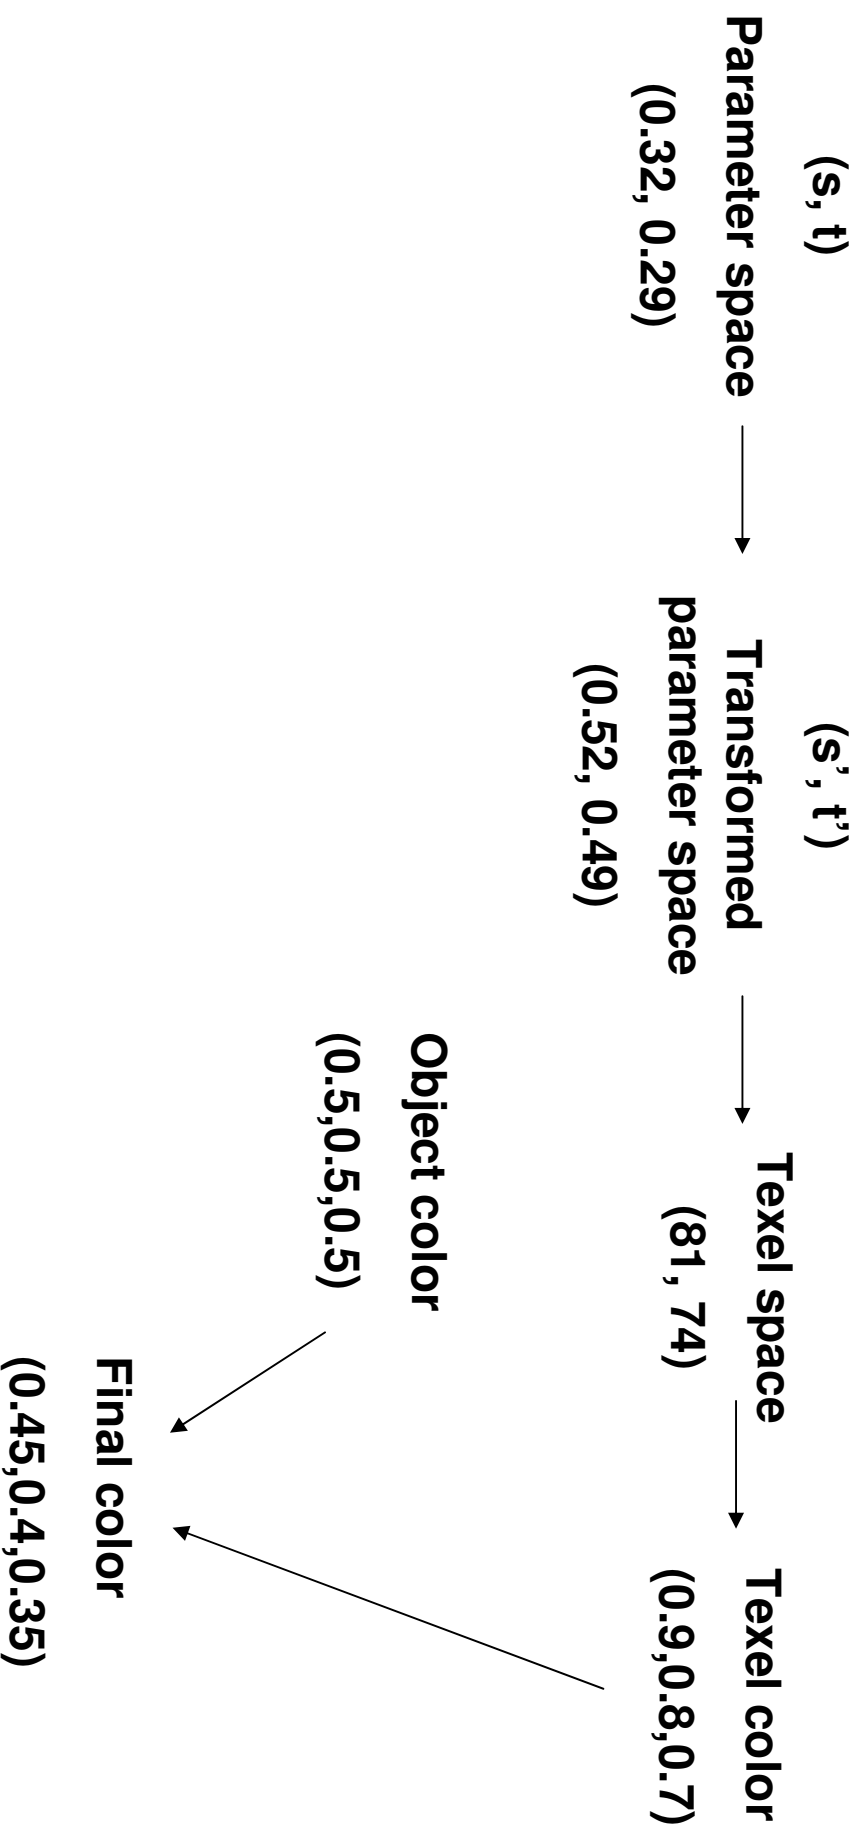 (s, t)
Parameter space
(0.32, 0.29)
(s’, t’)
Transformed
parameter space
(0.52, 0.49)
Texel space
(81, 74)
Texel color
(0.9,0.8,0.7)
Object color
(0.5,0.5,0.5)
Final color
(0.45,0.4,0.35)